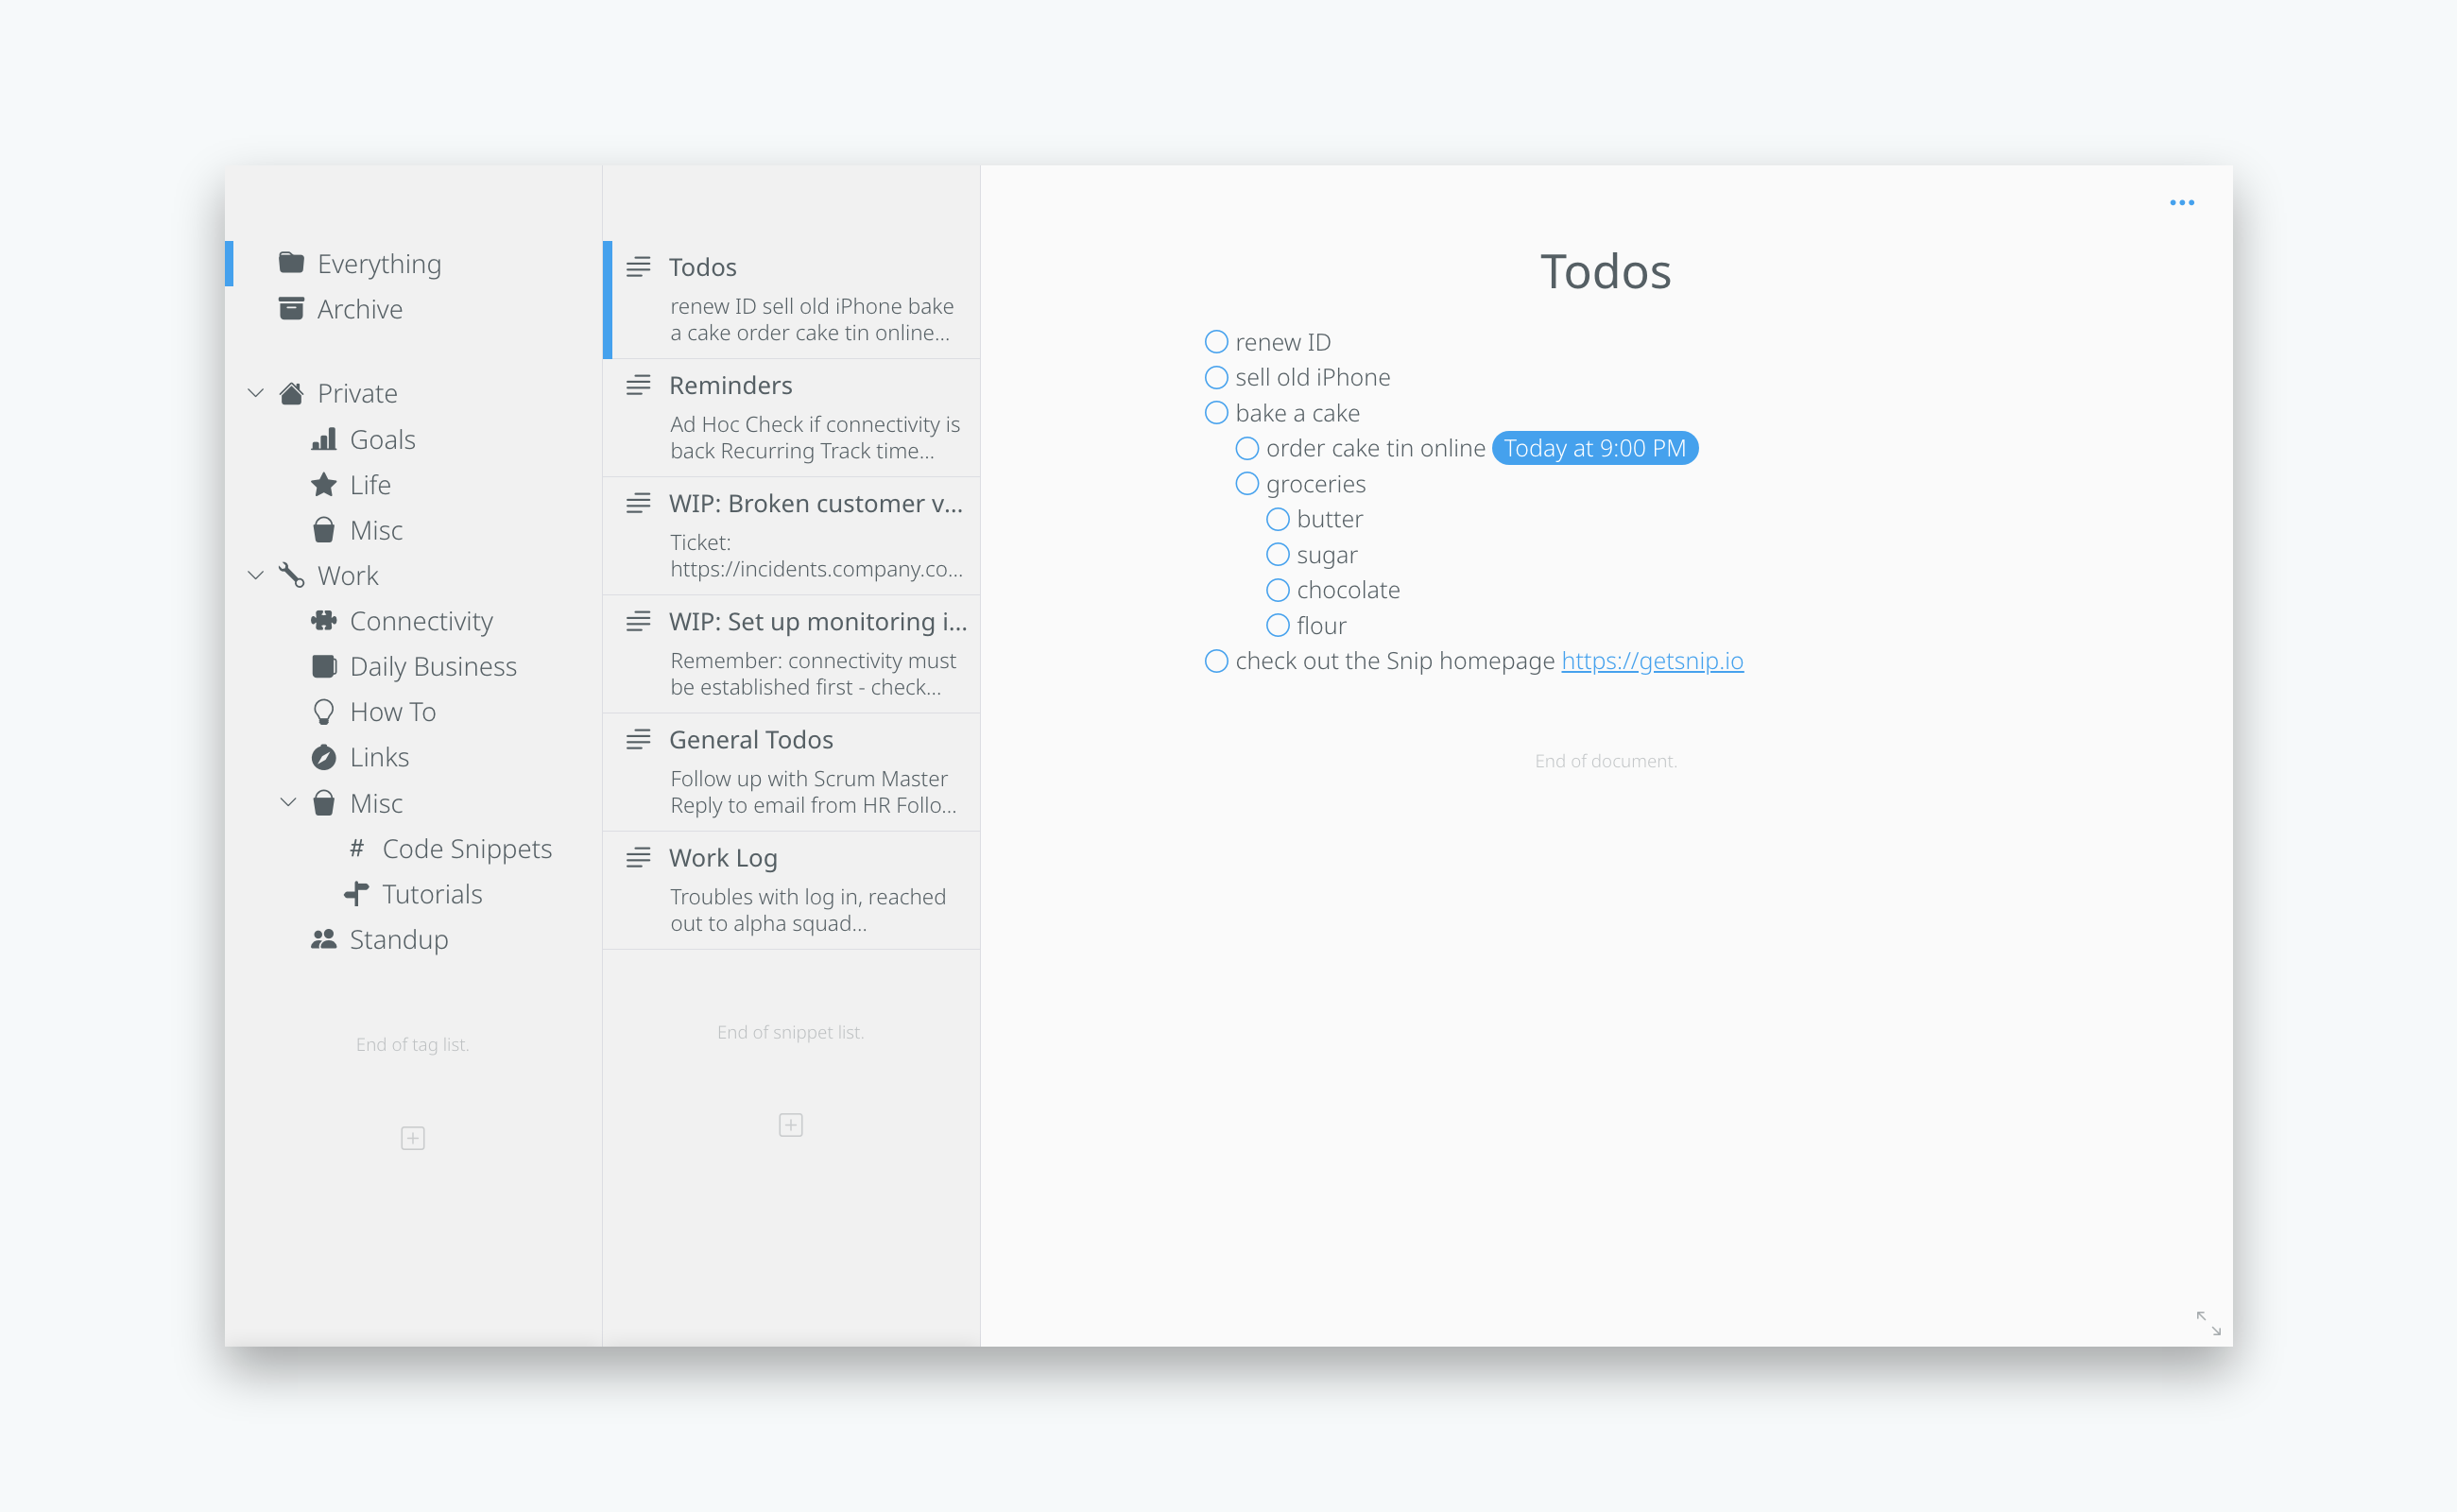 Everything
Archive
Private
Goals
Life
Misc
Work
Connectivity
Daily Business
How To
Links
Misc
# Code Snippets
Tutorials
Standup
End of tag list.
Todos
renew ID sell old iPhone bake
a cake order cake tin online...
Reminders
Ad Hoc Check if connectivity is
back Recurring Track time...
WIP: Broken customer v...
Ticket:
https://incidents.company.co...
WIP: Set up monitoring i...
Remember: connectivity must
be established first - check...
General Todos
Follow up with Scrum Master
Reply to email from HR Follo...
Work Log
Troubles with log in, reached
out to alpha squad...
End of snippet list.
Todos
renew ID
sell old iPhone
bake a cake
order cake tin online Today at 9:00 PM
groceries
butter
sugar
chocolate
flour
check out the Snip homepage https://getsnip.io
End of document.